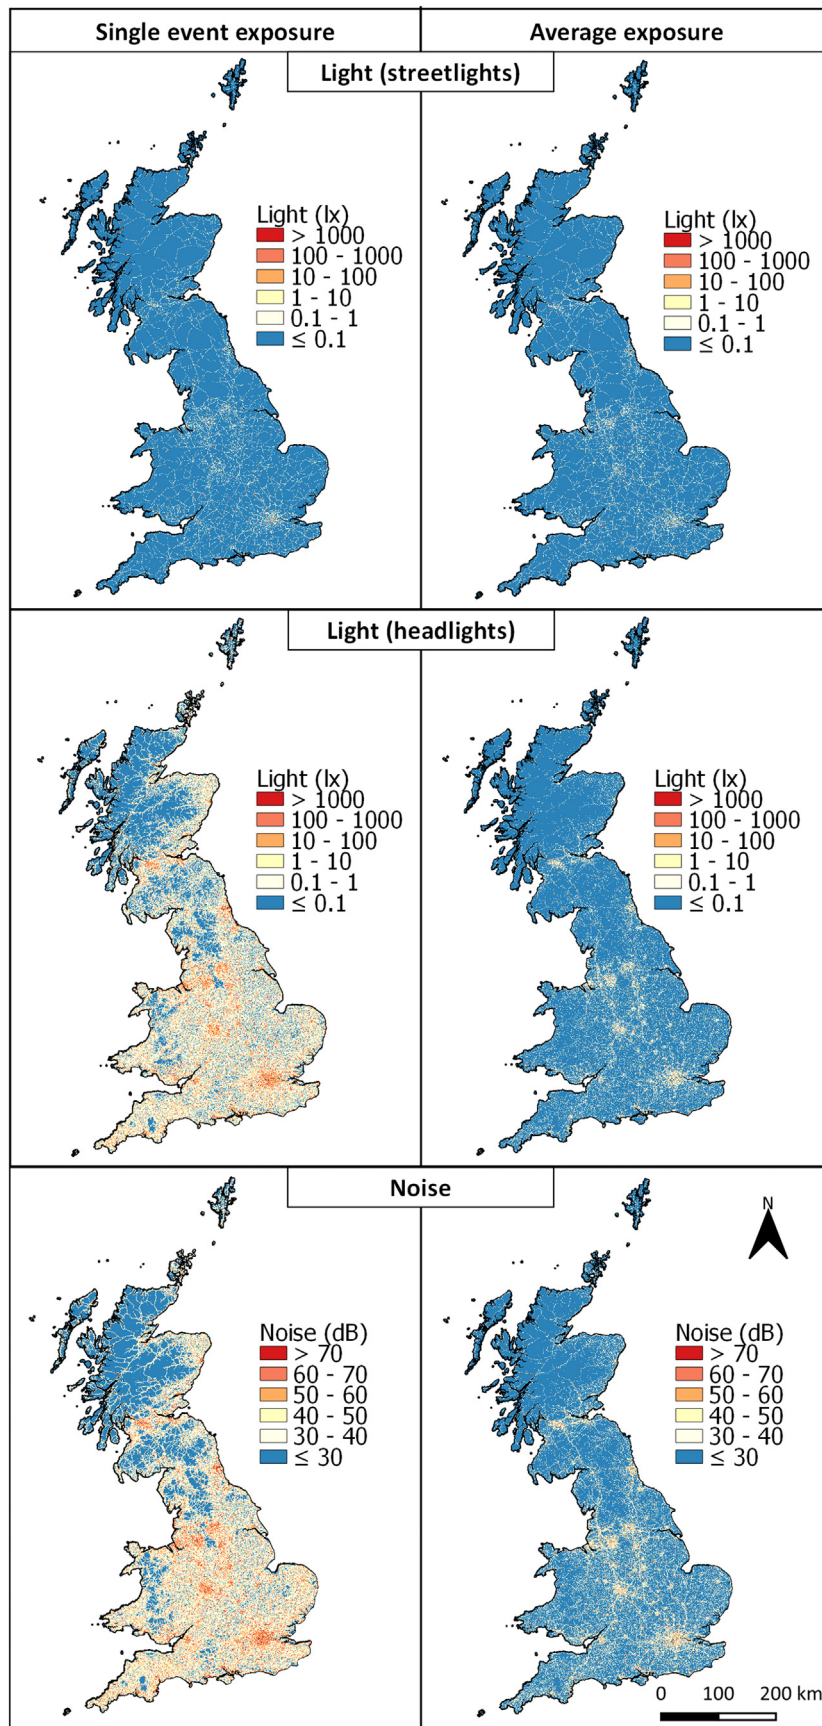 Single event exposure
Average exposure
Light (streetlights)
Light (lx)
> 1000
100 - 1000
10 - 100
1 - 10
0.1 - 1
≤ 0.1
Light (lx)
> 1000
100 - 1000
10 - 100
1 - 10
0.1 - 1
≤ 0.1
Light (headlights)
Light (lx)
> 1000
100 - 1000
10 - 100
1 - 10
0.1 - 1
≤ 0.1
Light (lx)
> 1000
100 - 1000
10 - 100
1 - 10
0.1 - 1
≤ 0.1
Noise
Noise (dB)
> 70
60 - 70
50 - 60
40 - 50
30 - 40
≤ 30
N
Noise (dB)
> 70
60 - 70
50 - 60
40 - 50
30 - 40
≤ 30
0 100 200 km